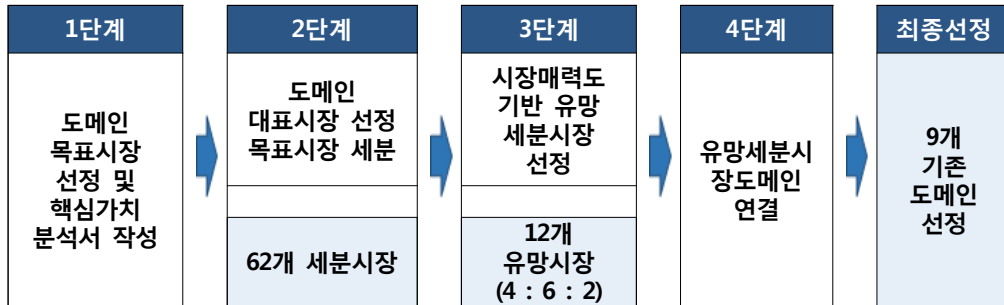 1단계
도메인
목표시장
선정 및
핵심가치
분석서 작성
2단계
도메인
대표시장 선정
목표시장 세분
62개 세분시장
3단계
시장매력도
기반 유망
세분시장
선정
12개
유망시장
(4 : 6 : 2)
4단계
유망세분시
장도메인
연결
최종선정
9개
기존
도메인
선정